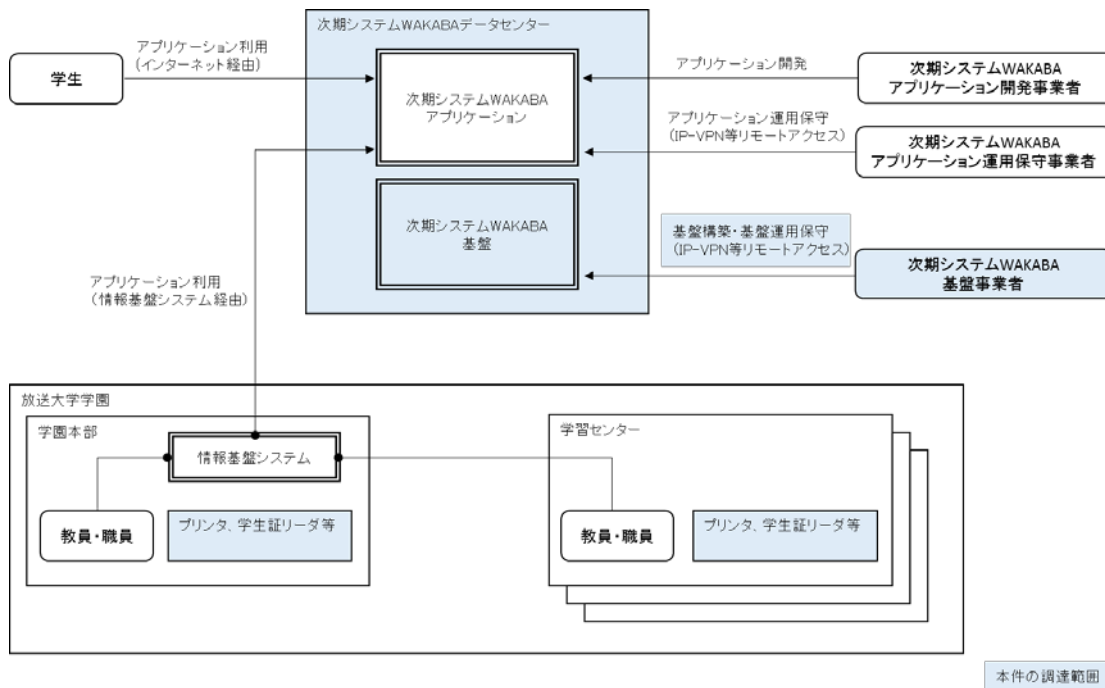 次期システムWAKABAデータセンター
アプリケーション利用
(インターネット経由)
学生
次期システムWAKABA
アプリケーション
アプリケーション開発
次期システムWAKABA
アプリケーション開発事業者
アプリケーション運用保守
(IP-VPN等リモートアクセス)
次期システムWAKABA
アプリケーション運用保守事業者
次期システムWAKABA
基盤
基盤構築・基盤運用保守
(IP-VPN等リモートアクセス)
次期システムWAKABA
基盤事業者
アプリケーション利用
(情報基盤システム経由)
放送大学学園
学園本部
情報基盤システム
教員・職員
プリンタ、学生証リーダ等
学習センター
教員・職員
プリンタ、学生証リーダ等
本件の調達範囲